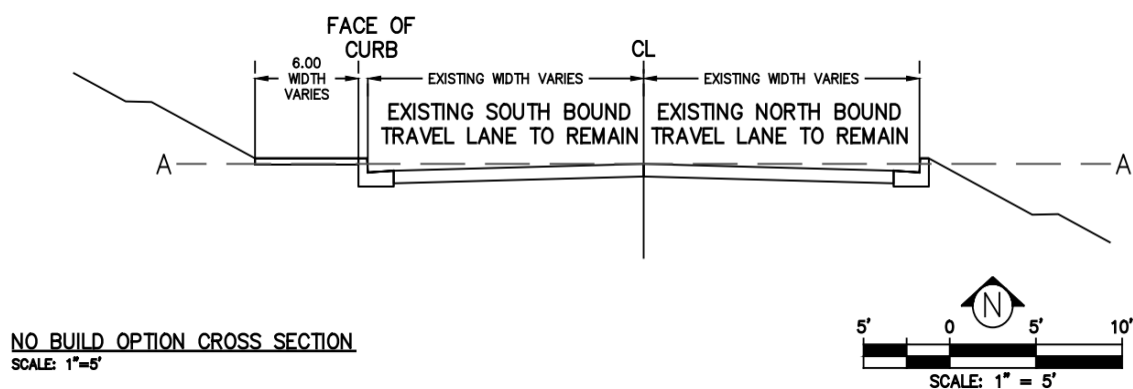 FACE OF
CURB
CL
6.00
WIDTH
VARIES
EXISTING WIDTH VARIES
EXISTING WIDTH VARIES
EXISTING SOUTH BOUND
TRAVEL LANE TO REMAIN
EXISTING NORTH BOUND
TRAVEL LANE TO REMAIN
A
A
N
NO BUILD OPTION CROSS SECTION
SCALE: 1"=5'
5' 0 5' 10'
SCALE: 1" = 5'